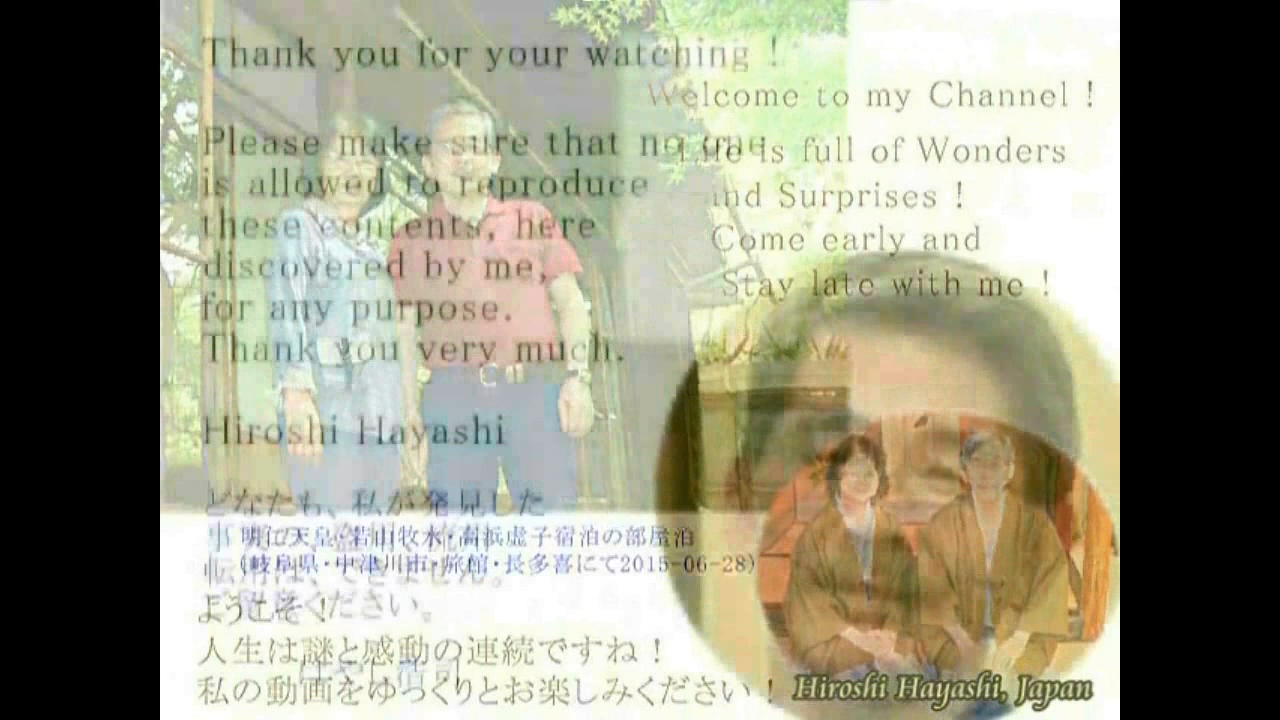 Thank you for your watching !
Welcome to my Channel !
Please make sure that no one
is allowed to reproduce
these contents, here
discovered by me,
for any purpose.
Thank you very much.
Life is full of Wonders
and Surprises !
Come early and
Stay late with me !
Hiroshi Hayashi
どなたも、私が発見した
明仁天皇・若山牧水・高浜虚子宿泊の部屋泊
(岐阜県・中津川市・旅館・長多喜にて2015-06-28)
ようこそ!
ください。
人生は謎と感動の連続ですね!
私の動画をゆっくりとお楽しみください!
Hiroshi Hayashi, Japan